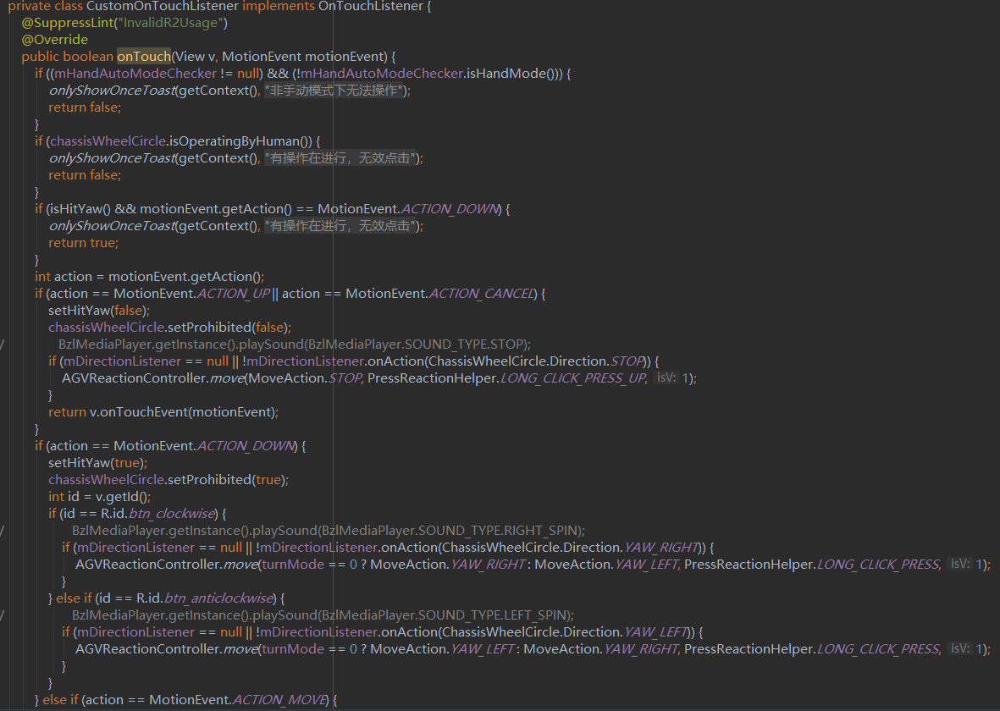 private class CustomOnTouchListener implements OnTouchListener {
@SuppressLint("InvalidR2Usage")
@Override
public boolean onTouch(View v, MotionEvent motionEvent) {
if ((mHandAutoModeChecker != null) && (!mHandAutoModeChecker.isHandMode())) {
onlyShowOnceToast(getContext(), "非手动模式下无法操作");
return false;
}
if (chassisWheelCircle.isOperatingByHuman()) {
onlyShowOnceToast(getContext(), "有操作在进行，无效点击");
return false;
}
if (isHitYaw() && motionEvent.getAction() == MotionEvent.ACTION_DOWN) {
onlyShowOnceToast(getContext(), "有操作在进行，无效点击");
return true;
}
int action = motionEvent.getAction();
if (action == MotionEvent.ACTION_UP || action == MotionEvent.ACTION_CANCEL) {
setHitYaw(false);
chassisWheelCircle.setProhibited(false);
/ BzlMediaPlayer.getInstance().playSound(BzlMediaPlayer.SOUND_TYPE.STOP);
if (mDirectionListener == null || !mDirectionListener.onAction(ChassisWheelCircle.Direction.STOP)) {
AGVReactionController.move(MoveAction.STOP, PressReactionHelper.LONG_CLICK_PRESS_UP, isV: 1);
}
return v.onTouchEvent(motionEvent);
}
if (action == MotionEvent.ACTION_DOWN) {
setHitYaw(true);
chassisWheelCircle.setProhibited(true);
int id = v.getId();
if (id == R.id.btn_clockwise) {
/ BzlMediaPlayer.getInstance().playSound(BzlMediaPlayer.SOUND_TYPE.RIGHT_SPIN);
if (mDirectionListener == null || !mDirectionListener.onAction(ChassisWheelCircle.Direction.YAW_RIGHT)) {
AGVReactionController.move(turnMode == 0 ? MoveAction.YAW_RIGHT : MoveAction.YAW_LEFT, PressReactionHelper.LONG_CLICK_PRESS, isV: 1);
}
} else if (id == R.id.btn_anticlockwise) {
/ BzlMediaPlayer.getInstance().playSound(BzlMediaPlayer.SOUND_TYPE.LEFT_SPIN);
if (mDirectionListener == null || !mDirectionListener.onAction(ChassisWheelCircle.Direction.YAW_LEFT)) {
AGVReactionController.move(turnMode == 0 ? MoveAction.YAW_LEFT : MoveAction.YAW_RIGHT, PressReactionHelper.LONG_CLICK_PRESS, isV: 1);
}
}
} else if (action == MotionEvent.ACTION_MOVE) {